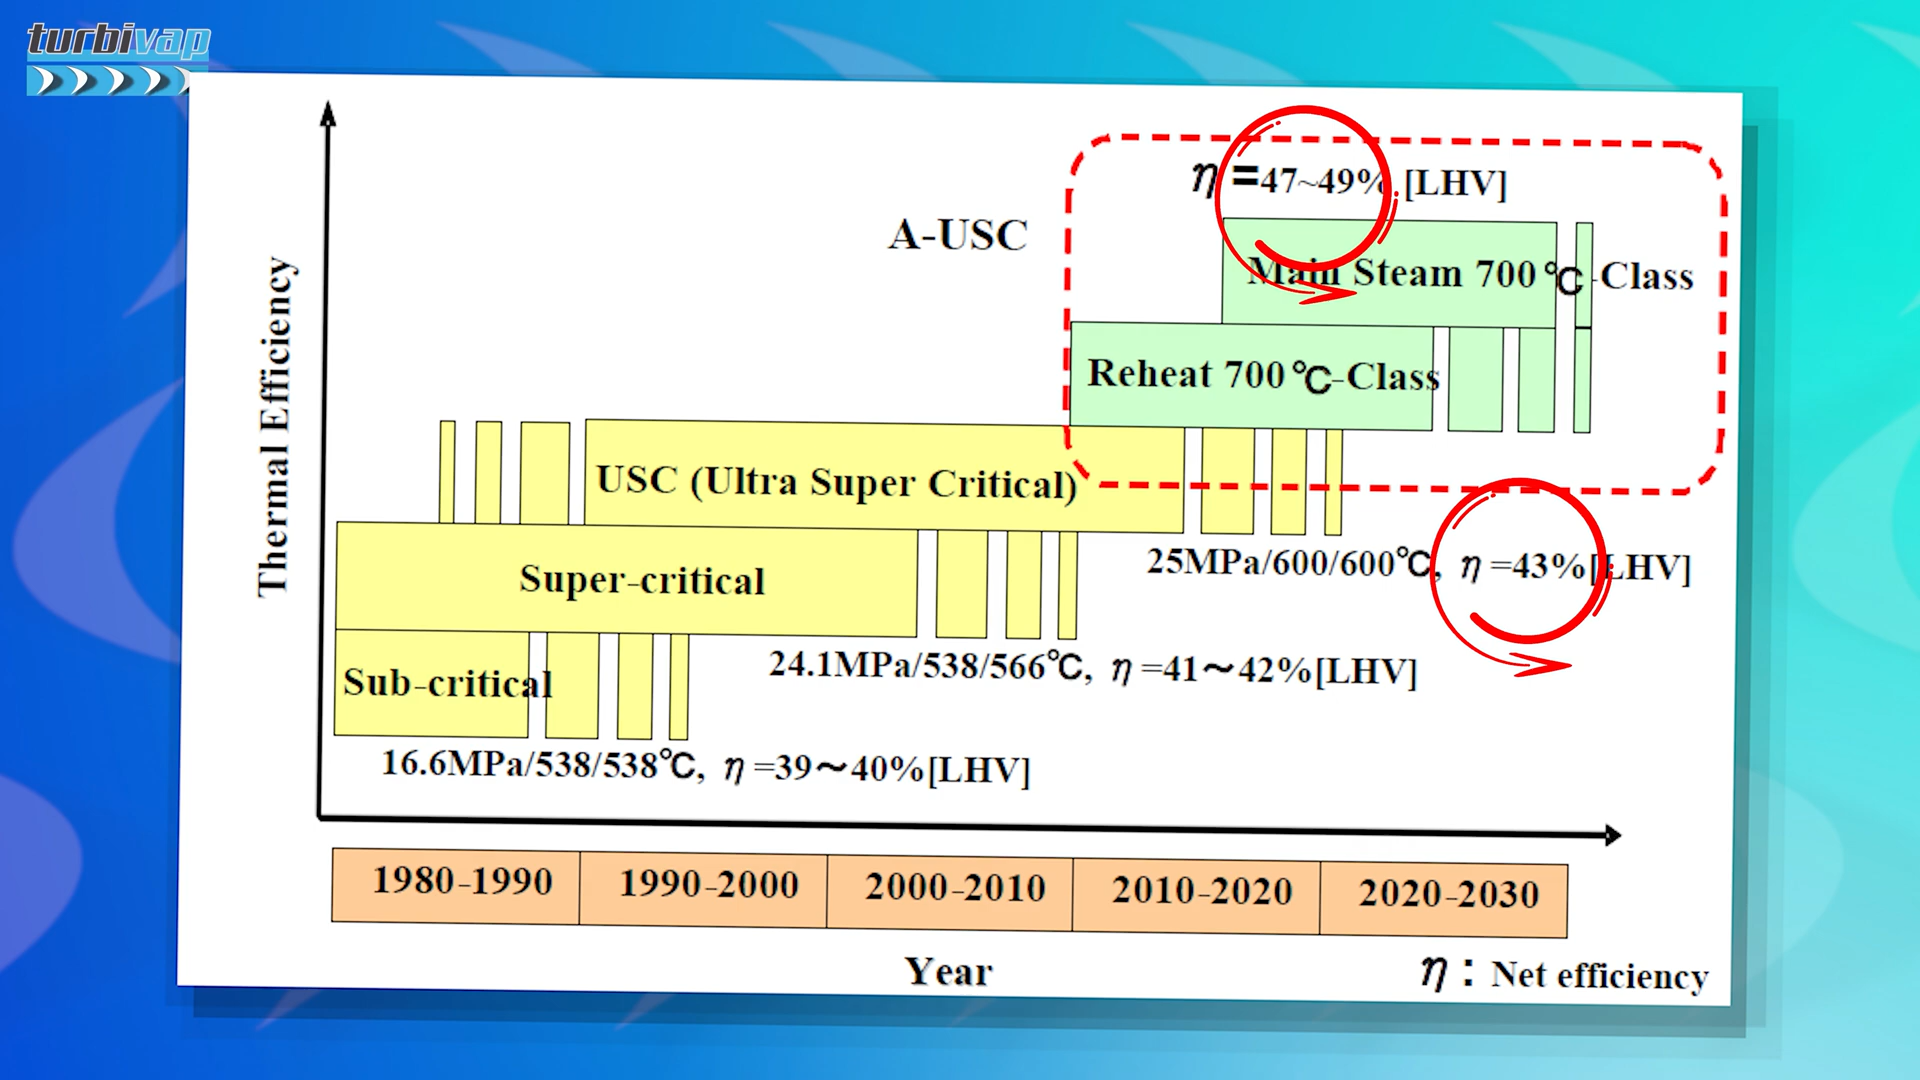 turbivap
η =47~49% [LHV]
A-USC
Main Steam 700℃-Class
Reheat 700℃-Class
Thermal Efficiency
USC (Ultra Super Critical)
25MPa/600/600℃, η =43%[LHV]
Super-critical
24.1MPa/538/566℃, η =41～42%[LHV]
Sub-critical
16.6MPa/538/538℃, η =39～40%[LHV]
1980-1990 1990-2000 2000-2010 2010-2020 2020-2030
Year
η : Net efficiency